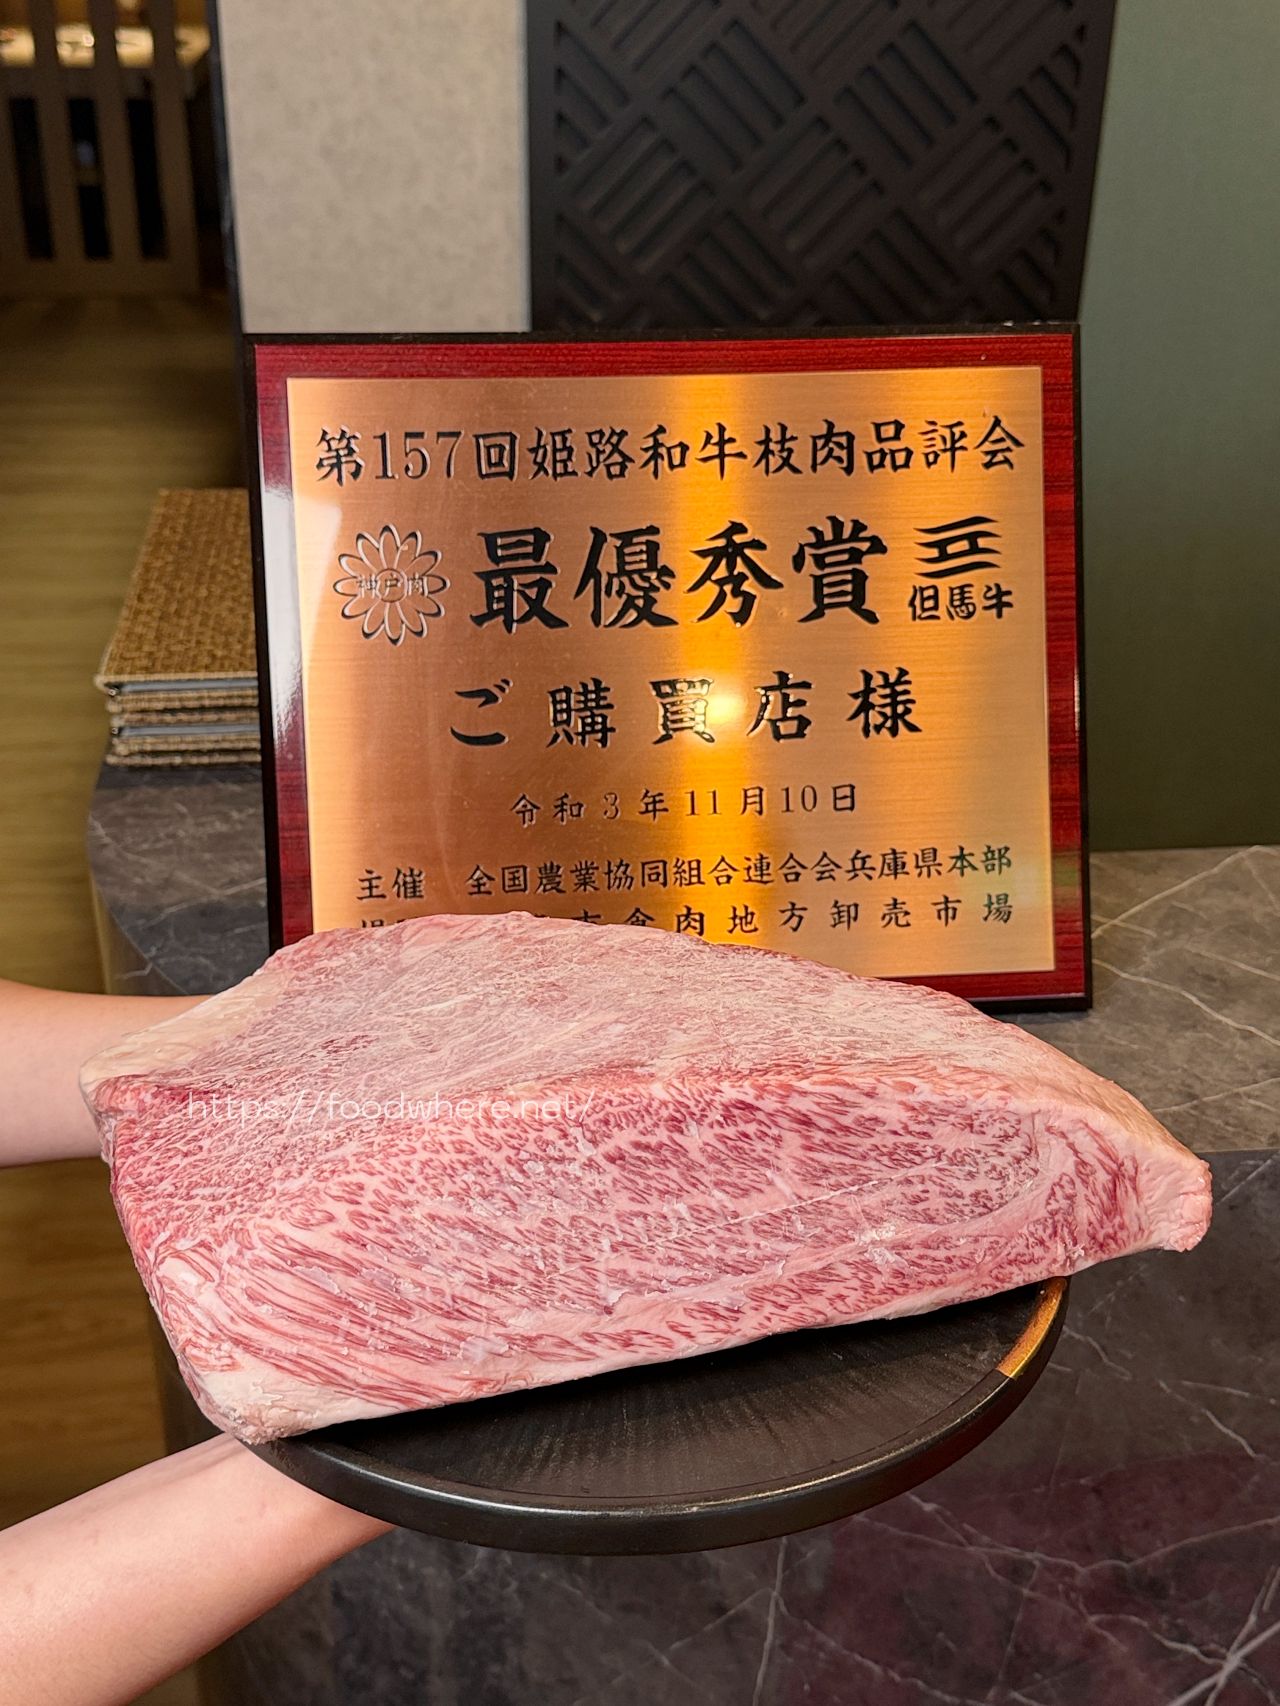 第157回姫路和牛枝肉品評会
神戸肉
最優秀賞
但馬牛
ご購買店様
令和3年11月10日
主催 全国農業協同組合連合会兵庫県本部
市食肉地方卸売市場
https://foodwhere.net/